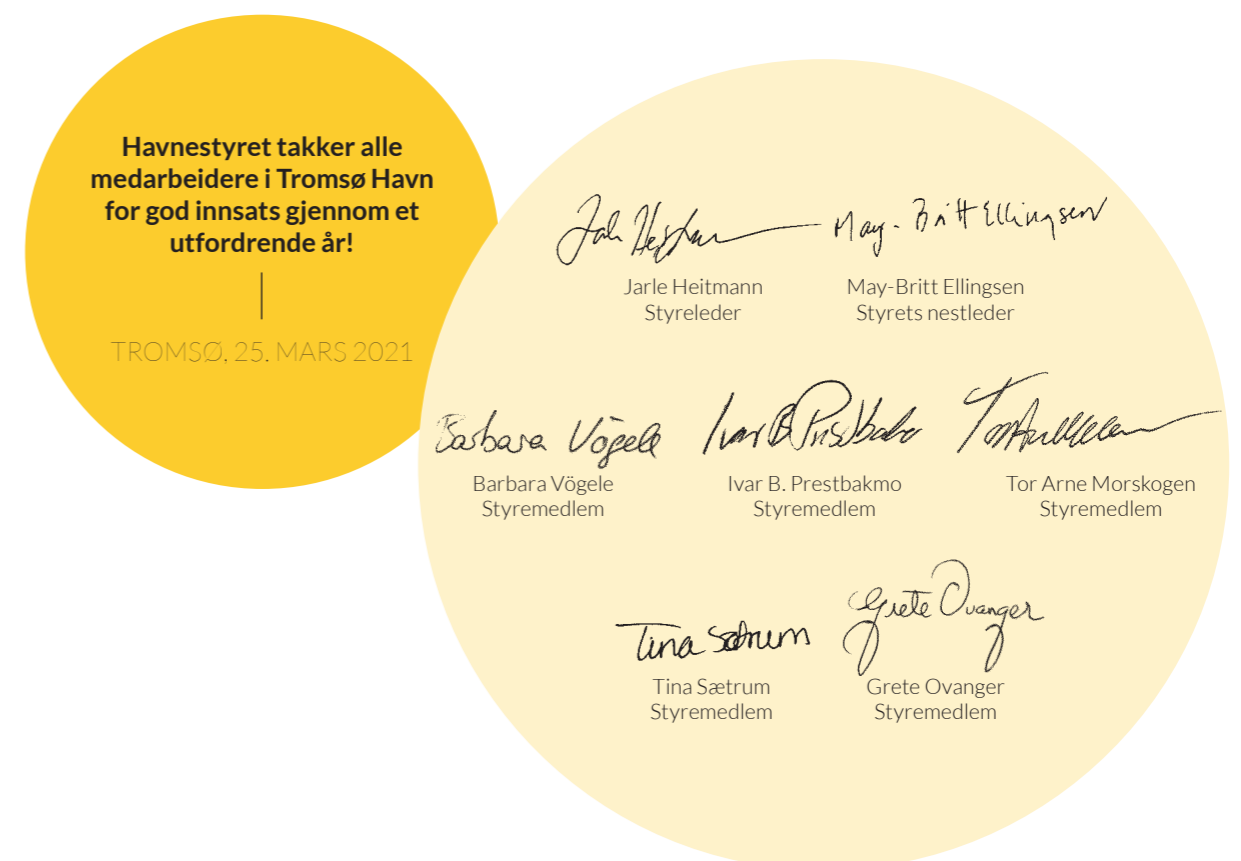 Havnestyret takker alle
medarbeidere i Tromsø Havn
for god innsats gjennom et
utfordrende år!
TROMSØ, 25. MARS 2021
May-Britt Ellingsen
Jarle Heitmann
Styreleder
May-Britt Ellingsen
Styrets nestleder
Barbara Vögele
Ivar B Prestbakmo
Barbara Vögele
Styremedlem
Ivar B. Prestbakmo
Styremedlem
Tor Arne Morskogen
Styremedlem
Tina Sætrum
Grete Ovanger
Tina Sætrum
Styremedlem
Grete Ovanger
Styremedlem